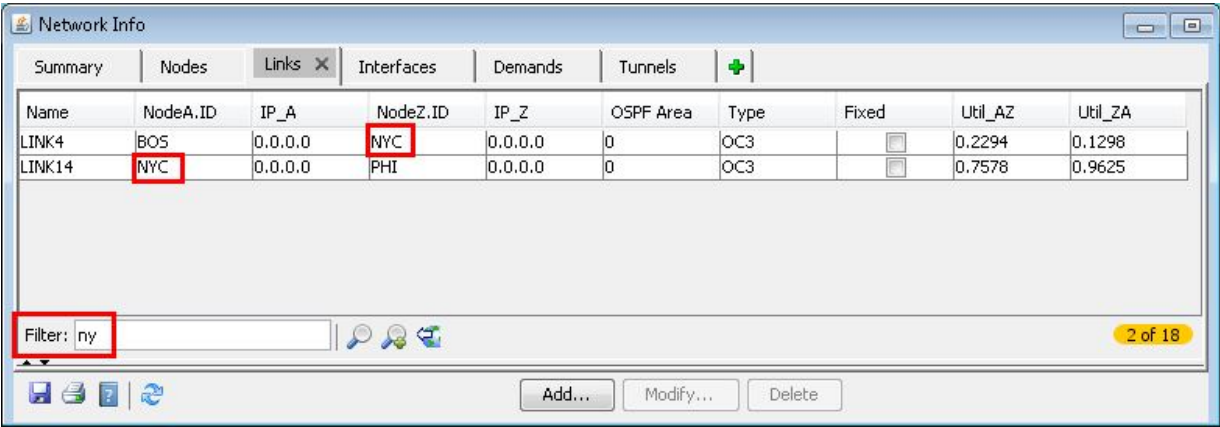 Network Info
Summary Nodes Links Interfaces Demands Tunnels
Name NodeA.ID IP_A NodeZ.ID IP_Z OSPF Area Type Fixed Util_AZ Util_ZA
LINK4 BOS 0.0.0.0 NYC 0.0.0.0 0 OC3 0.2294 0.1298
LINK14 NYC 0.0.0.0 PHI 0.0.0.0 0 OC3 0.7578 0.9625
Filter: ny 2 of 18
Add... Modify... Delete